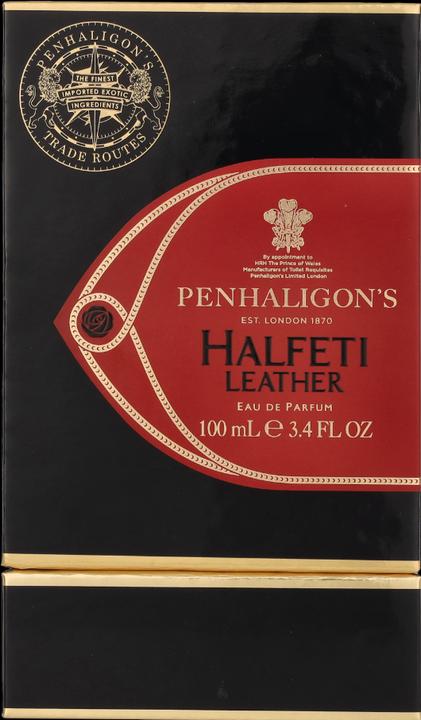 PENHALIGON'S
THE FINEST
IMPORTED EXOTIC
INGREDIENTS
TRADE ROUTES
By appointment to
HRH The Prince of Wales
Manufacturers of Toilet Requisites
Penhaligon's Limited London
PENHALIGON'S
EST. LONDON 1870
HALFETI
LEATHER
EAU DE PARFUM
100 mL ℮ 3.4 FL OZ